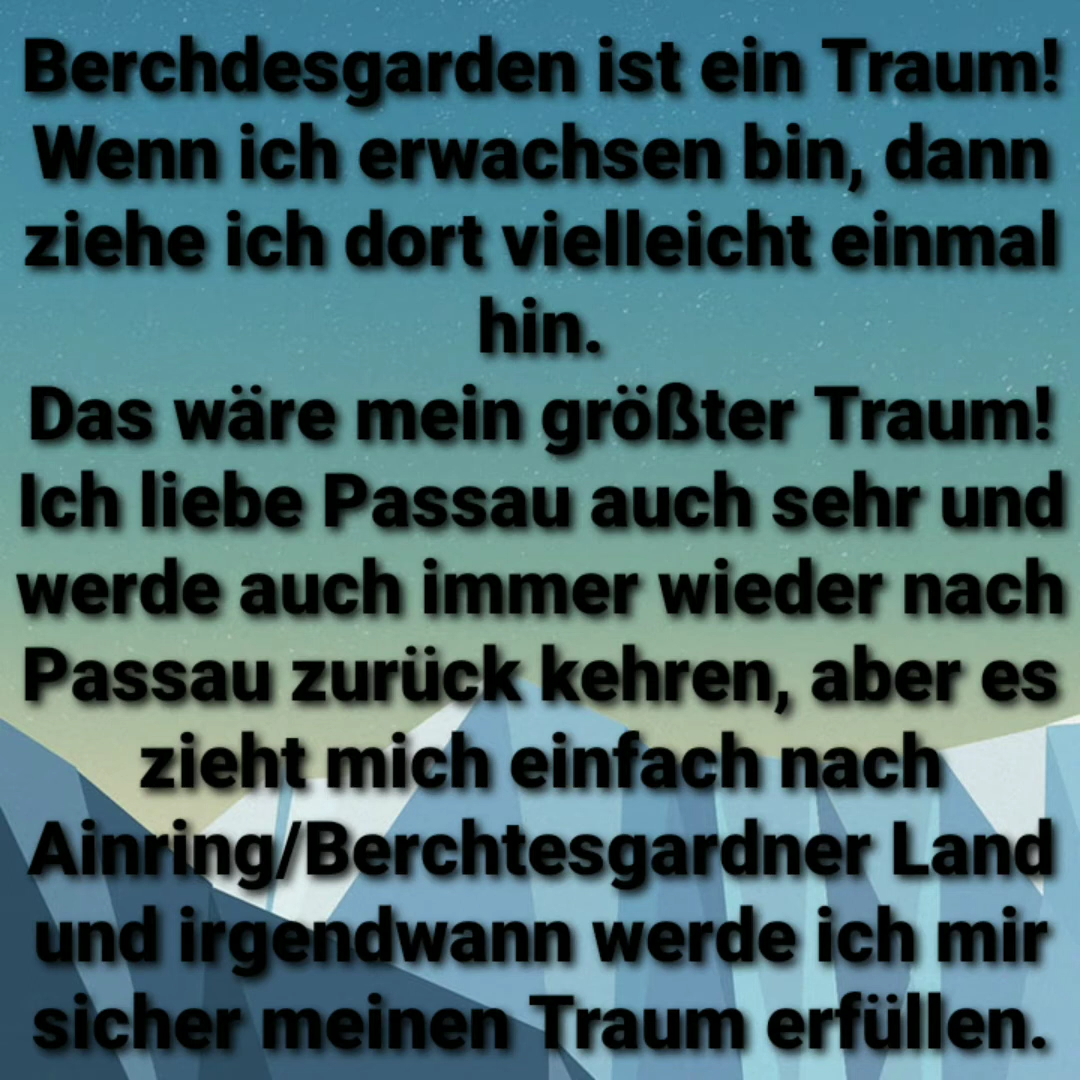 Berchdesgarden ist ein Traum!
Wenn ich erwachsen bin, dann
ziehe ich dort vielleicht einmal
hin.
Das wäre mein größter Traum!
Ich liebe Passau auch sehr und
werde auch immer wieder nach
Passau zurück kehren, aber es
zieht mich einfach nach
Ainring/Berchtesgardner Land
und irgendwann werde ich mir
sicher meinen Traum erfüllen.